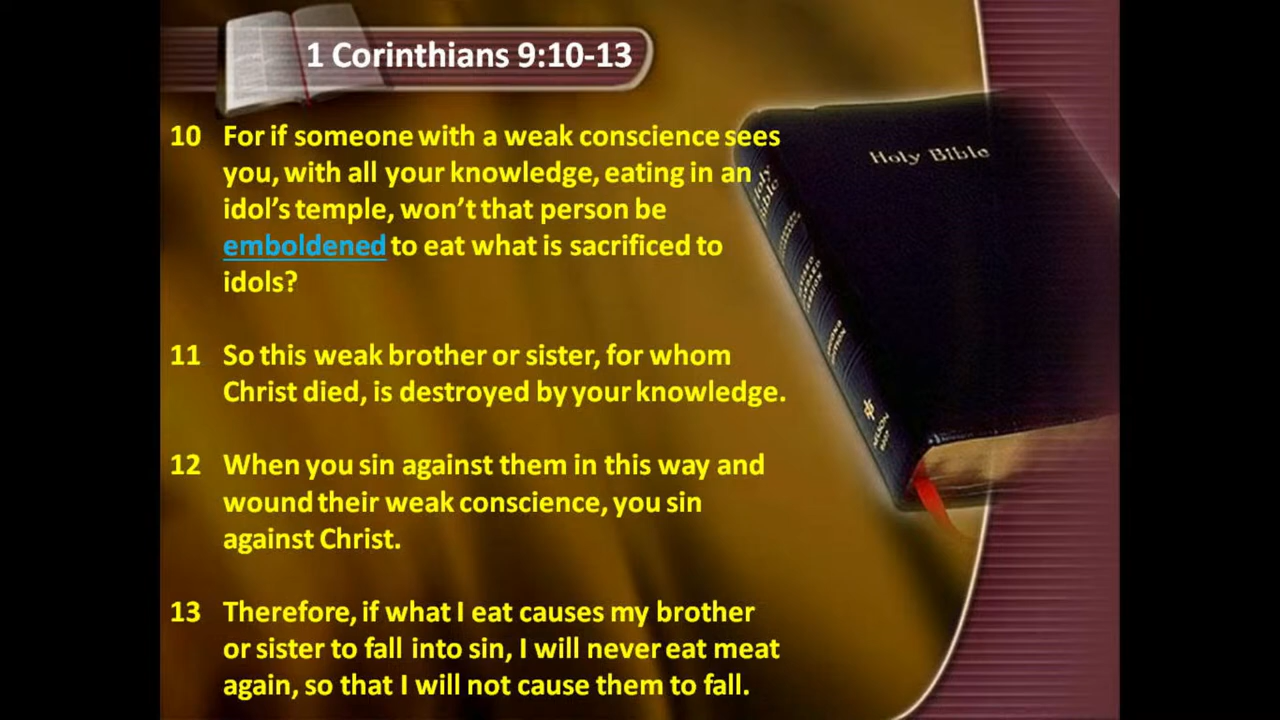 1 Corinthians 9:10-13
10 For if someone with a weak conscience sees
you, with all your knowledge, eating in an
idol's temple, won't that person be
emboldened to eat what is sacrificed to
idols?
11 So this weak brother or sister, for whom
Christ died, is destroyed by your knowledge.
12 When you sin against them in this way and
wound their weak conscience, you sin
against Christ.
13 Therefore, if what I eat causes my brother
or sister to fall into sin, I will never eat meat
again, so that I will not cause them to fall.
Holy Bible
Holy
Bible